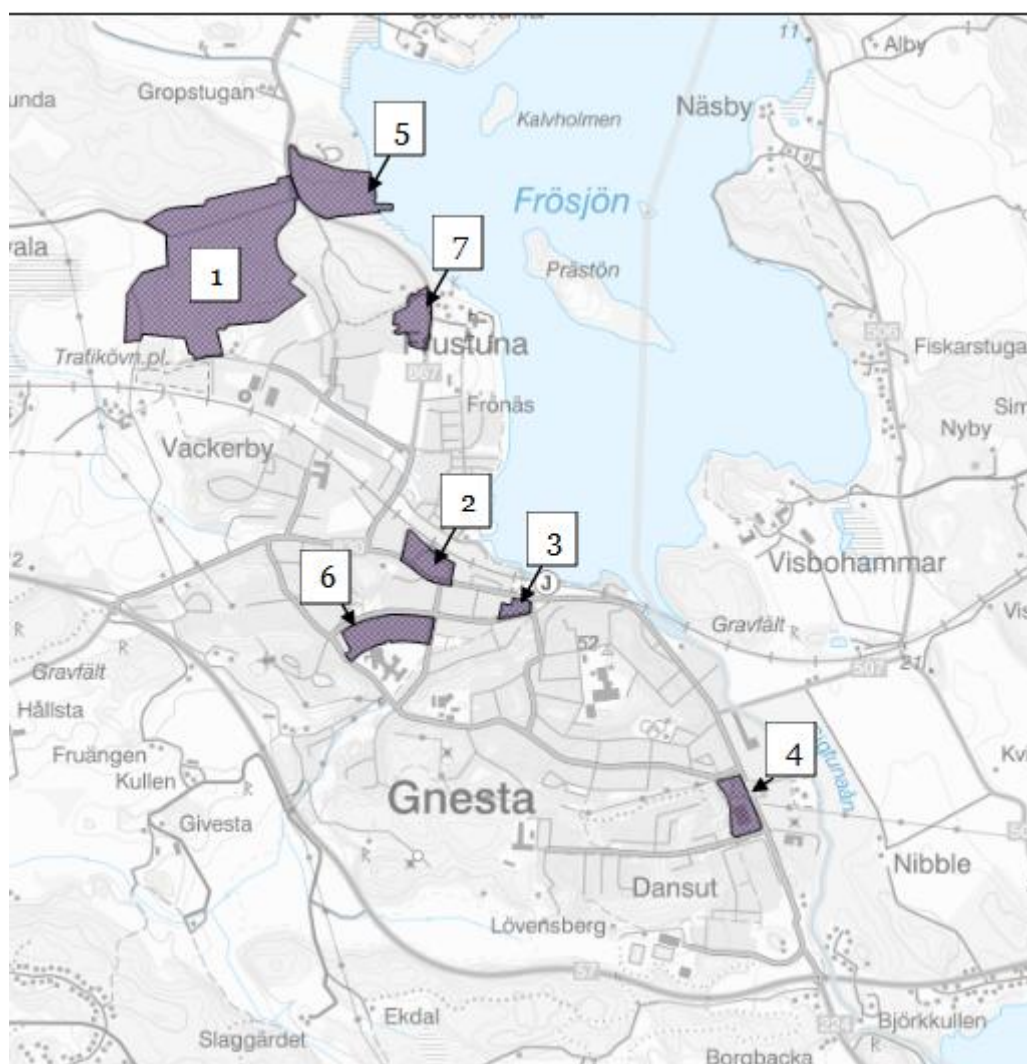 11
Alby
Gropstugan
Kalvholmen
Näsby
5
Frösjön
7
Prästön
1
606
Fiskarstuga
Trafikövn.pl.
Frönäs
Nyby
Vackerby
2
3
J
Visbohammar
6
Gravfält
52
507
21
Gravfält
Hållsta
Fruängen
Kullen
4
Gnesta
Givesta
Nibble
Dansut
Lövensberg
57
Ekdal
Björkkullen
Slaggårdet
Borgbacka